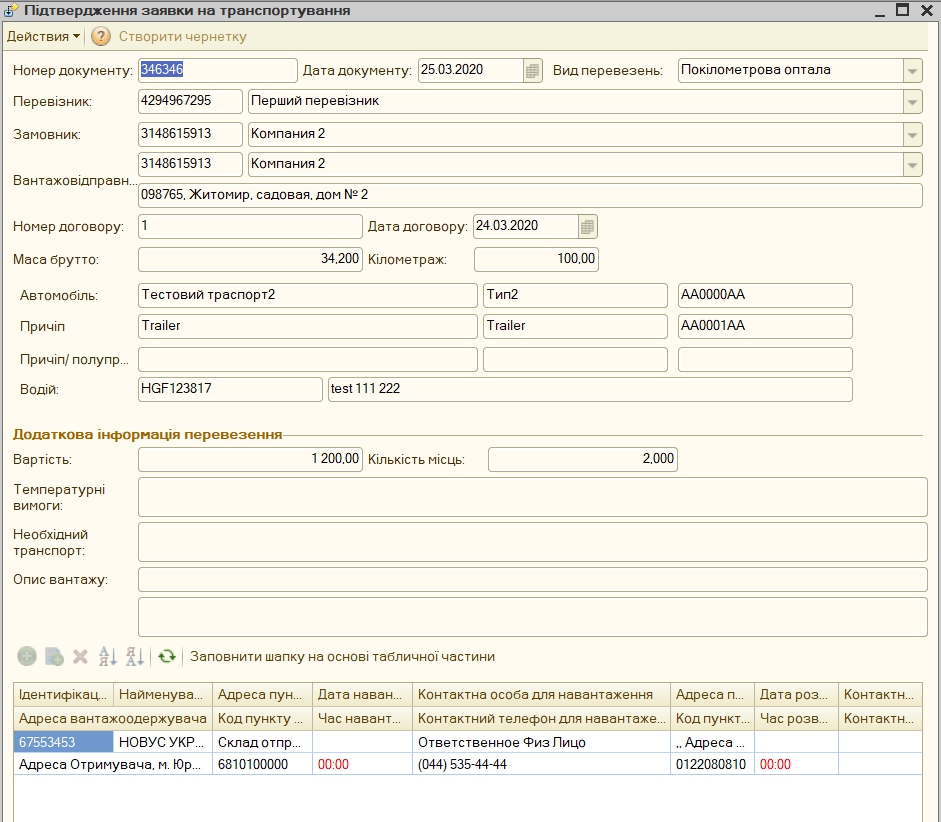 Підтвердження заявки на транспортування
Действия Створити чернетку
Номер документу: 346346 Дата документу: 25.03.2020 Вид перевезень: Покілометрова оптала
Перевізник: 4294967295 Перший перевізник
Замовник: 3148615913 Компания 2
3148615913 Компания 2
Вантажовідправн...
098765, Житомир, садовая, дом № 2
Номер договору: 1 Дата договору: 24.03.2020
Маса брутто: 34,200 Кілометраж: 100,00
Автомобіль: Тестовий траспорт2 Тип2 AA0000AA
Причіп Trailer Trailer AA0001AA
Причіп/ полупр...
Водій: HGF123817 test 111 222
Додаткова інформація перевезення
Вартість: 1 200,00 Кількість місць: 2,000
Температурні
вимоги:
Необхідний
транспорт:
Опис вантажу:
Заповнити шапку на основі табличної частини
Ідентифікац... Найменува... Адреса пун... Дата наван... Контактна особа для навантаження Адреса п... Дата роз... Контактн...
Адреса вантажоодержувача Код пункту ... Час навант... Контактний телефон для навантаже... Код пункт... Час розв... Контактн...
67553453 НОВУС УКР... Склад отпр... Ответственное Физ Лицо ,, Адреса ...
Адреса Отримувача, м. Юр... 6810100000 00:00 (044) 535-44-44 0122080810 00:00